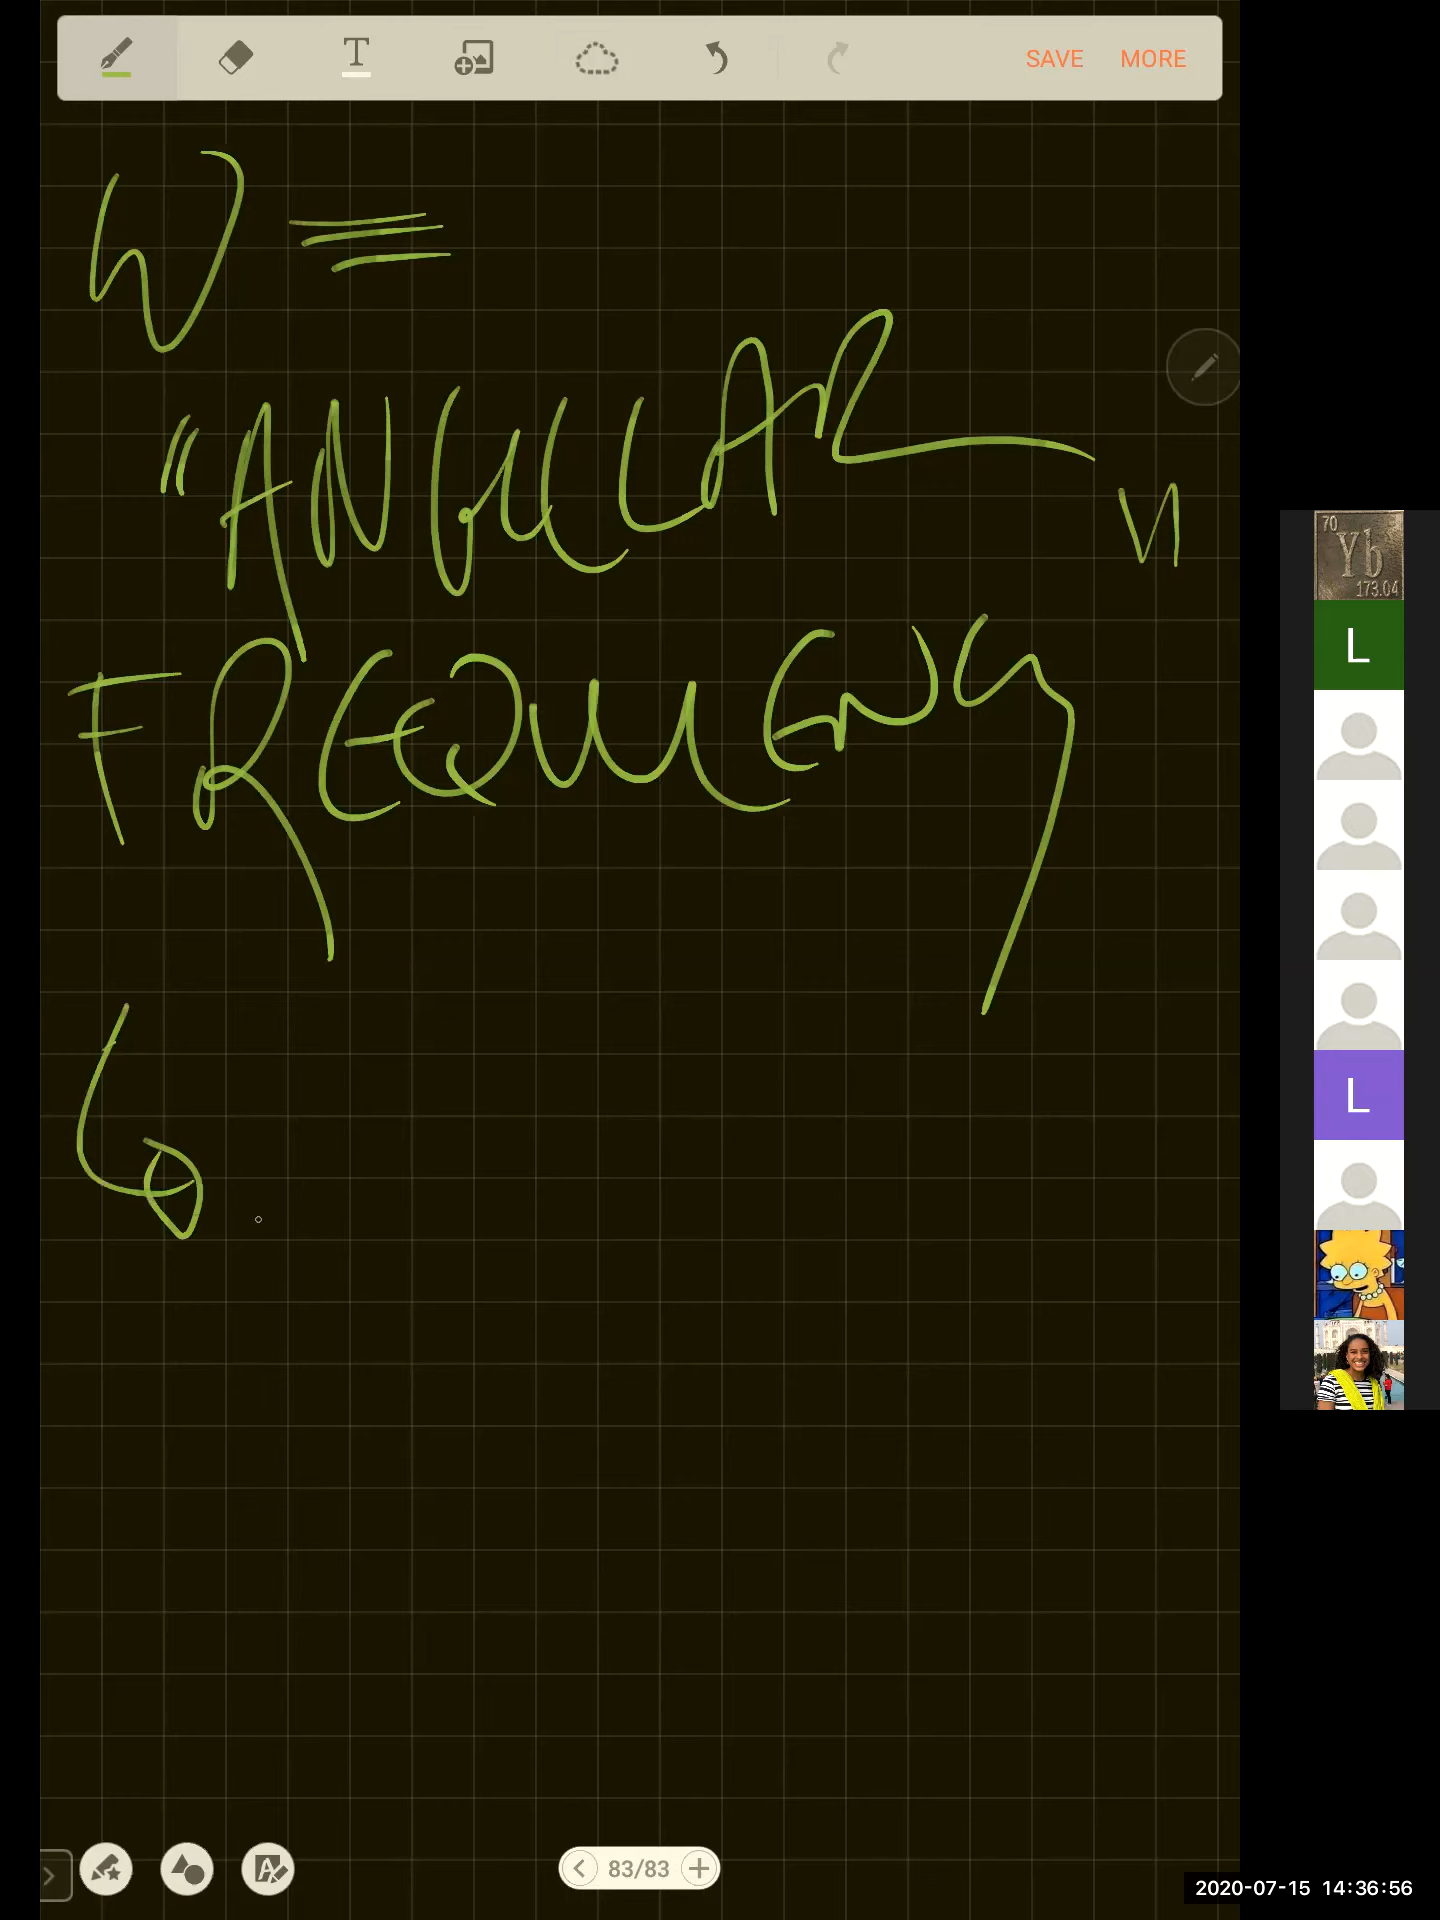 SAVE MORE
ω ≡
"ANGULAR "
FREQUENCY
70
Yb
173.04
L
L
83/83
2020-07-15 14:36:56